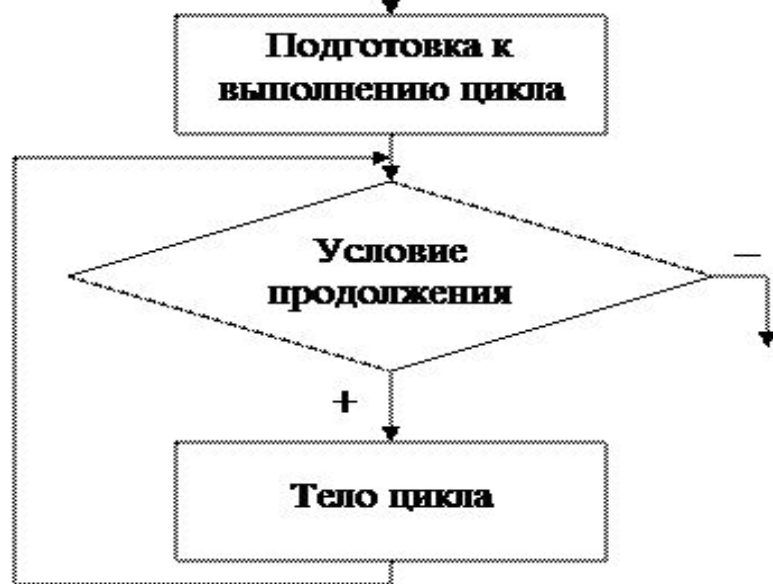 Подготовка к
выполнению цикла
Условие
продолжения
–
+
Тело цикла